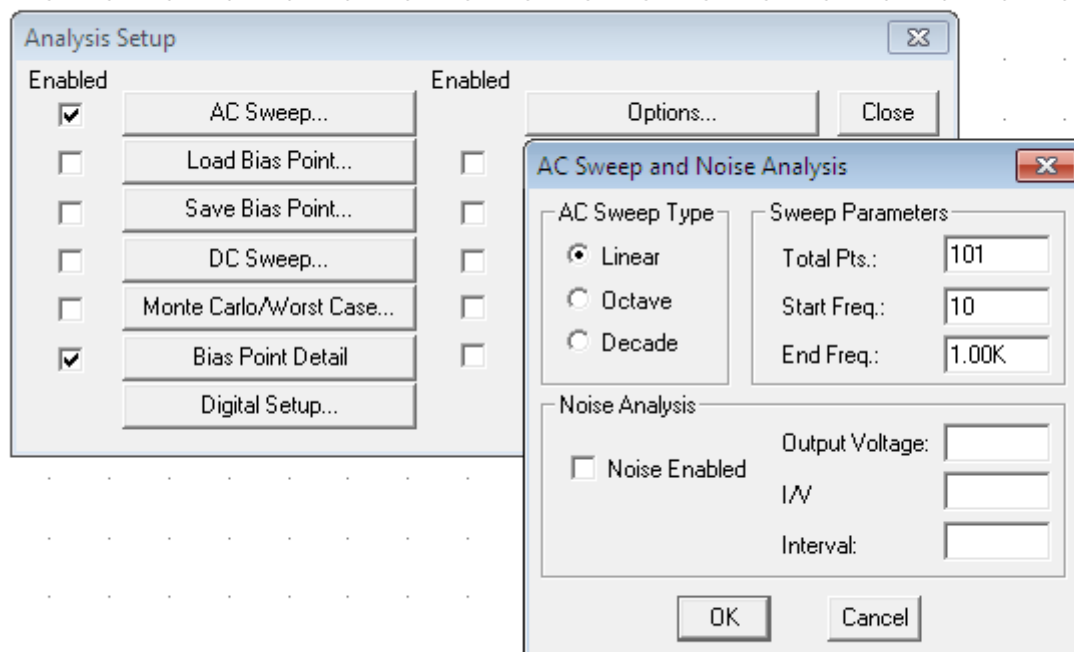 Analysis Setup
Enabled
Enabled
AC Sweep...
Options...
Close
Load Bias Point...
Save Bias Point...
DC Sweep...
Monte Carlo/Worst Case...
Bias Point Detail
Digital Setup...
AC Sweep and Noise Analysis
AC Sweep Type
Linear
Octave
Decade
Sweep Parameters
Total Pts.: 101
Start Freq.: 10
End Freq.: 1.00K
Noise Analysis
Noise Enabled
Output Voltage:
I/V
Interval:
OK
Cancel